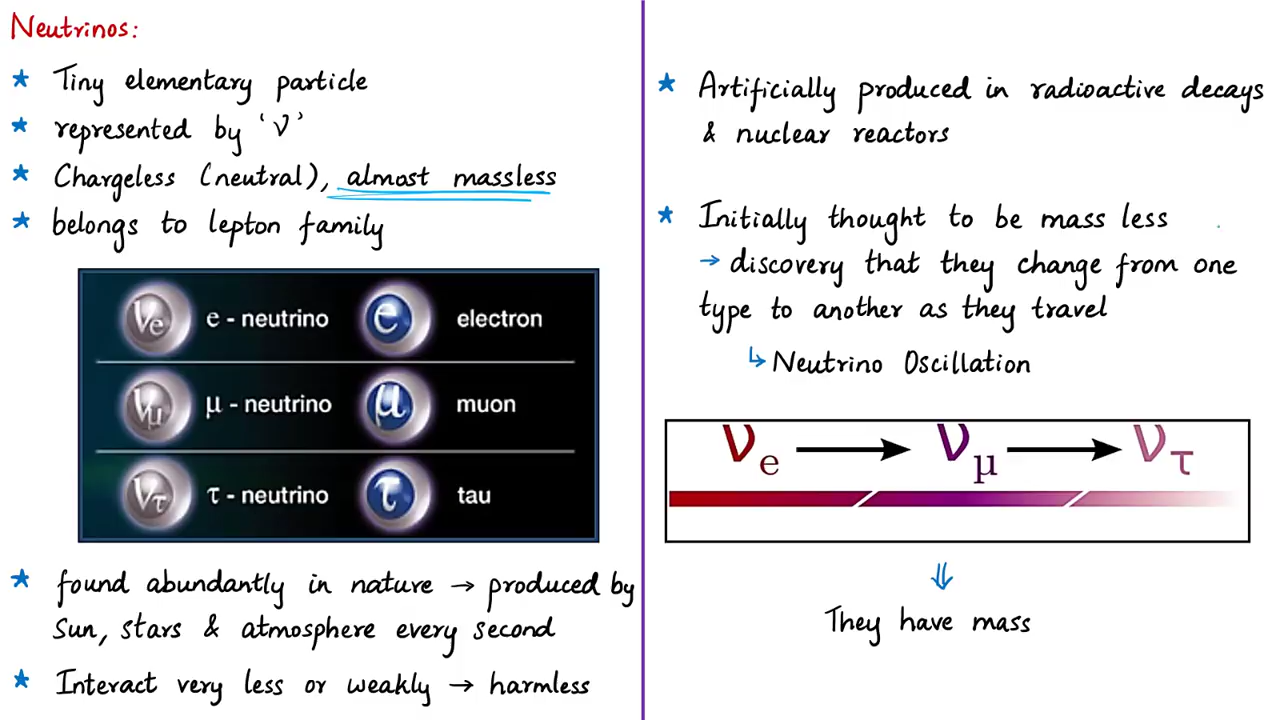 Neutrinos:
* Tiny elementary particle
* represented by 'ν'
* Chargeless (neutral), almost massless
* belongs to lepton family
νe e - neutrino e electron
νμ μ - neutrino μ muon
ντ τ - neutrino τ tau
* found abundantly in nature → produced by
Sun, stars & atmosphere every second
* Interact very less or weakly → harmless
* Artificially produced in radioactive decays
& nuclear reactors
* Initially thought to be mass less
→ discovery that they change from one
type to another as they travel
↳ Neutrino Oscillation
νe → νμ → ντ
⇓
They have mass